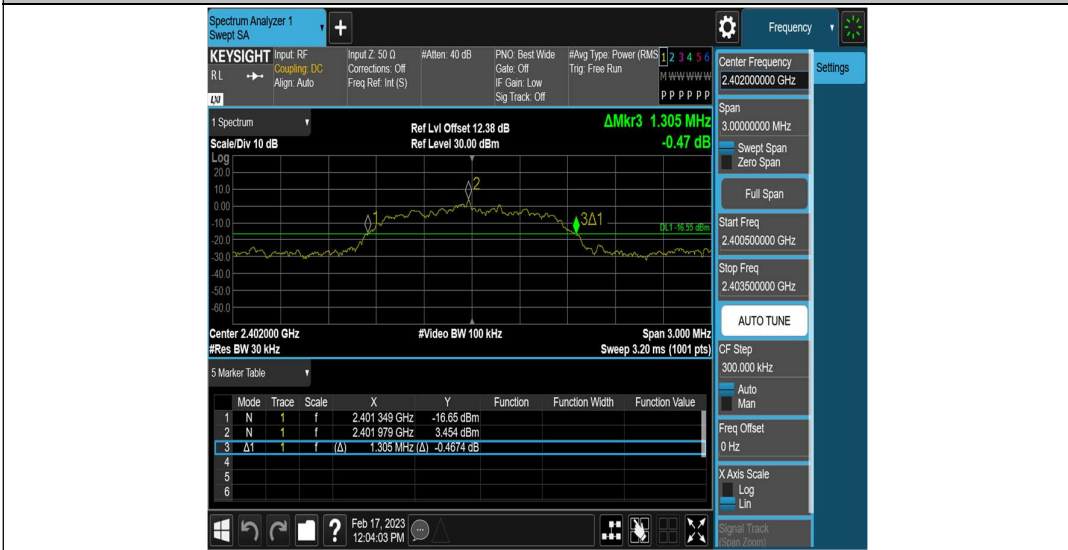 Spectrum Analyzer 1
Swept SA
+
Frequency
KEYSIGHT
RL
LXI
Input: RF
Coupling: DC
Align: Auto
Input Z: 50 Ω
Corrections: Off
Freq Ref: Int (S)
#Atten: 40 dB
PNO: Best Wide
Gate: Off
IF Gain: Low
Sig Track: Off
#Avg Type: Power (RMS
Trig: Free Run
1 2 3 4 5 6
M W W W W W
P P P P P P
1 Spectrum
Scale/Div 10 dB
Ref Lvl Offset 12.38 dB
Ref Level 30.00 dBm
ΔMkr3 1.305 MHz
-0.47 dB
Log
20.0
10.0
0.00
-10.0
-20.0
-30.0
-40.0
-50.0
-60.0
1
2
3Δ1
DL1 -16.55 dBm
Center 2.402000 GHz
#Video BW 100 kHz
Span 3.000 MHz
#Res BW 30 kHz
Sweep 3.20 ms (1001 pts)
5 Marker Table
Mode Trace Scale X Y Function Function Width Function Value
1 N 1 f 2.401 349 GHz -16.65 dBm
2 N 1 f 2.401 979 GHz 3.454 dBm
3 Δ1 1 f (Δ) 1.305 MHz (Δ) -0.4674 dB
4
5
6
?
Feb 17, 2023
12:04:03 PM
Center Frequency
2.402000000 GHz
Settings
Span
3.00000000 MHz
Swept Span
Zero Span
Full Span
Start Freq
2.400500000 GHz
Stop Freq
2.403500000 GHz
AUTO TUNE
CF Step
300.000 kHz
Auto
Man
Freq Offset
0 Hz
X Axis Scale
Log
Lin
Signal Track
(Span Zoom)